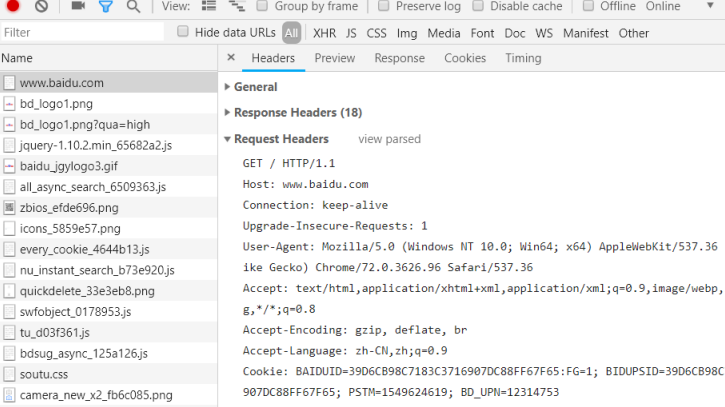 View: Group by frame Preserve log Disable cache Offline Online
Filter Hide data URLs All XHR JS CSS Img Media Font Doc WS Manifest Other
Name × Headers Preview Response Cookies Timing
www.baidu.com
bd_logo1.png
bd_logo1.png?qua=high
jquery-1.10.2.min_65682a2.js
baidu_jgylogo3.gif
all_async_search_6509363.js
zbios_efde696.png
icons_5859e57.png
every_cookie_4644b13.js
nu_instant_search_b73e920.js
quickdelete_33e3eb8.png
swfobject_0178953.js
tu_d03f361.js
bdsug_async_125a126.js
soutu.css
camera_new_x2_fb6c085.png
General
Response Headers (18)
Request Headers view parsed
GET / HTTP/1.1
Host: www.baidu.com
Connection: keep-alive
Upgrade-Insecure-Requests: 1
User-Agent: Mozilla/5.0 (Windows NT 10.0; Win64; x64) AppleWebKit/537.36
ike Gecko) Chrome/72.0.3626.96 Safari/537.36
Accept: text/html,application/xhtml+xml,application/xml;q=0.9,image/webp,
g,*/*;q=0.8
Accept-Encoding: gzip, deflate, br
Accept-Language: zh-CN,zh;q=0.9
Cookie: BAIDUID=39D6CB98C7183C3716907DC88FF67F65:FG=1; BIDUPSID=39D6CB98C
907DC88FF67F65; PSTM=1549624619; BD_UPN=12314753